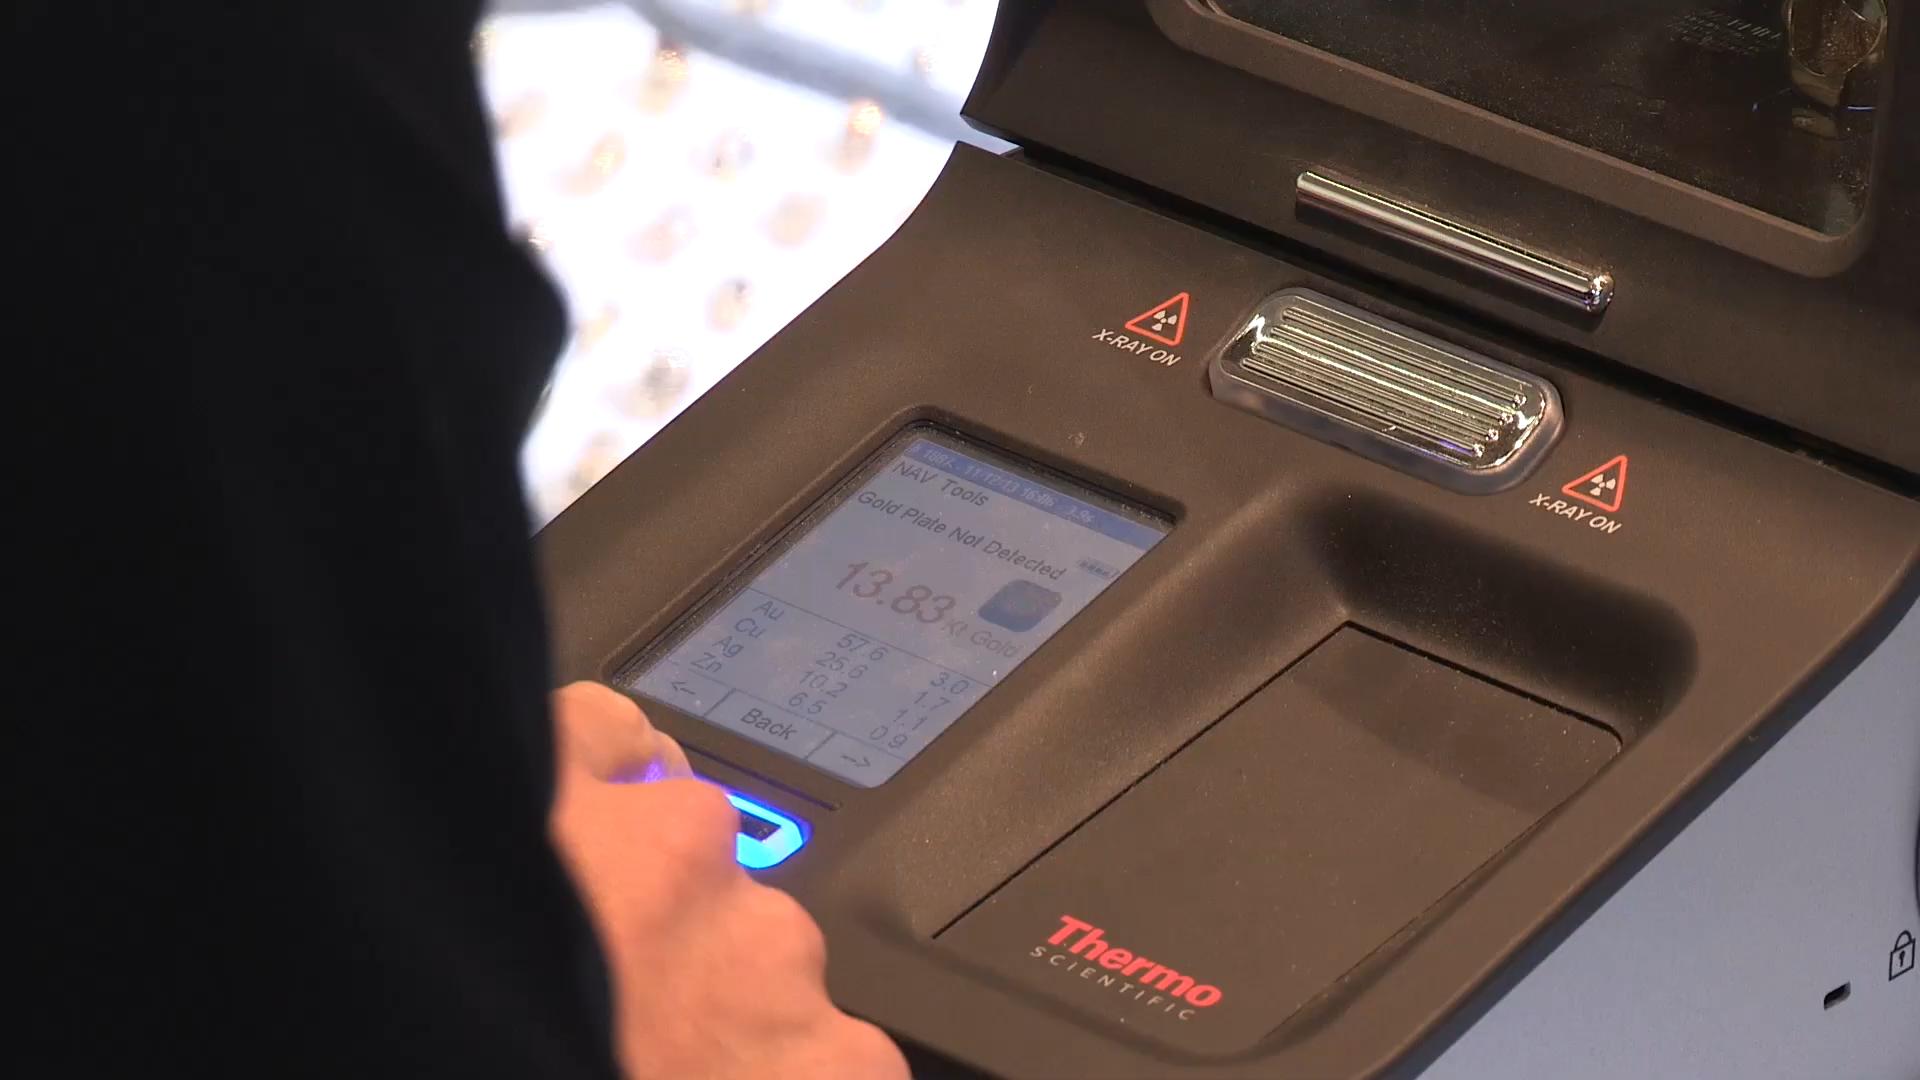 X-RAY ON
X-RAY ON
NAV Tools
Gold Plate Not Detected
13.83 Kt Gold
Au 57.6 3.0
Cu 25.6 1.7
Ag 10.2 1.1
Zn 6.5 0.9
<-- Back -->
Thermo
SCIENTIFIC